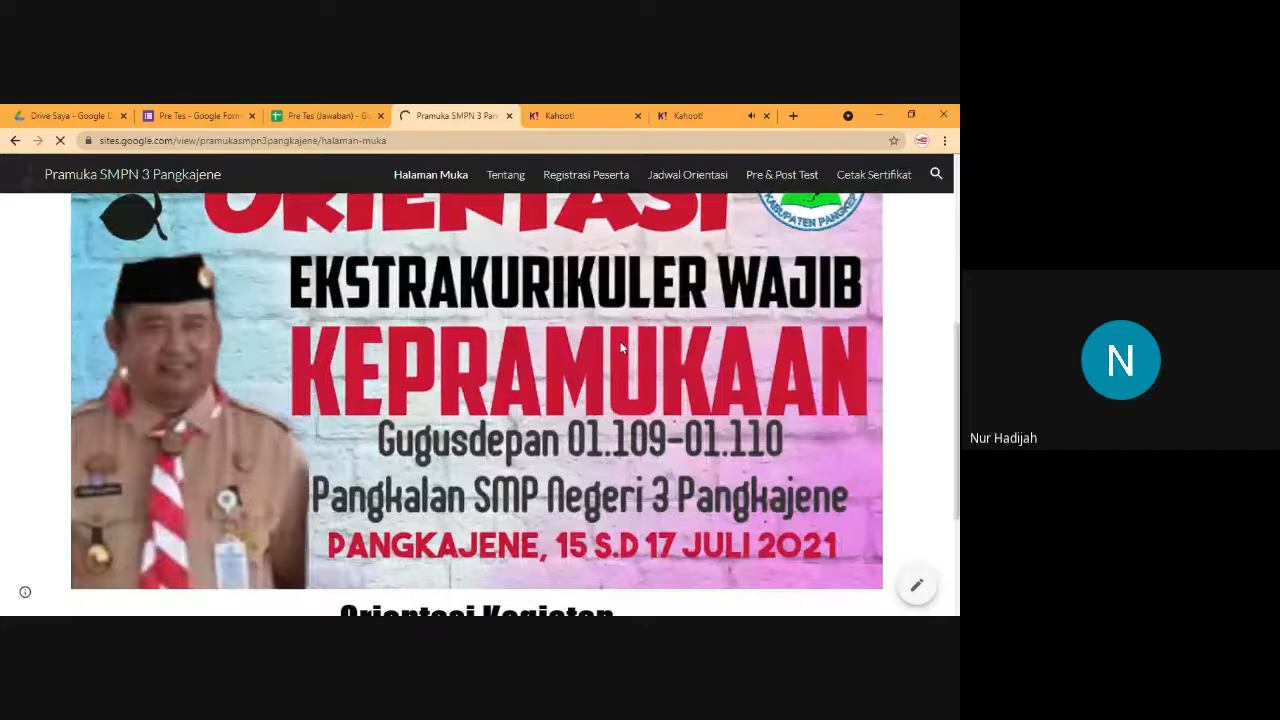 Drive Saya - Google D
Pre Tes - Google Form
Pre Tes (Jawaban) - G
Pramuka SMPN 3 Pan
Kahoot!
Kahoot!
sites.google.com/view/pramukasmpn3pangkajene/halaman-muka
Pramuka SMPN 3 Pangkajene
Halaman Muka
Tentang
Registrasi Peserta
Jadwal Orientasi
Pre & Post Test
Cetak Sertifikat
ORIENTASI
KABUPATEN PANGKEP
EKSTRAKURIKULER WAJIB
KEPRAMUKAAN
Gugusdepan 01.109-01.110
Pangkalan SMP Negeri 3 Pangkajene
PANGKAJENE, 15 S.D 17 JULI 2021
Orientasi Kegiatan
N
Nur Hadijah